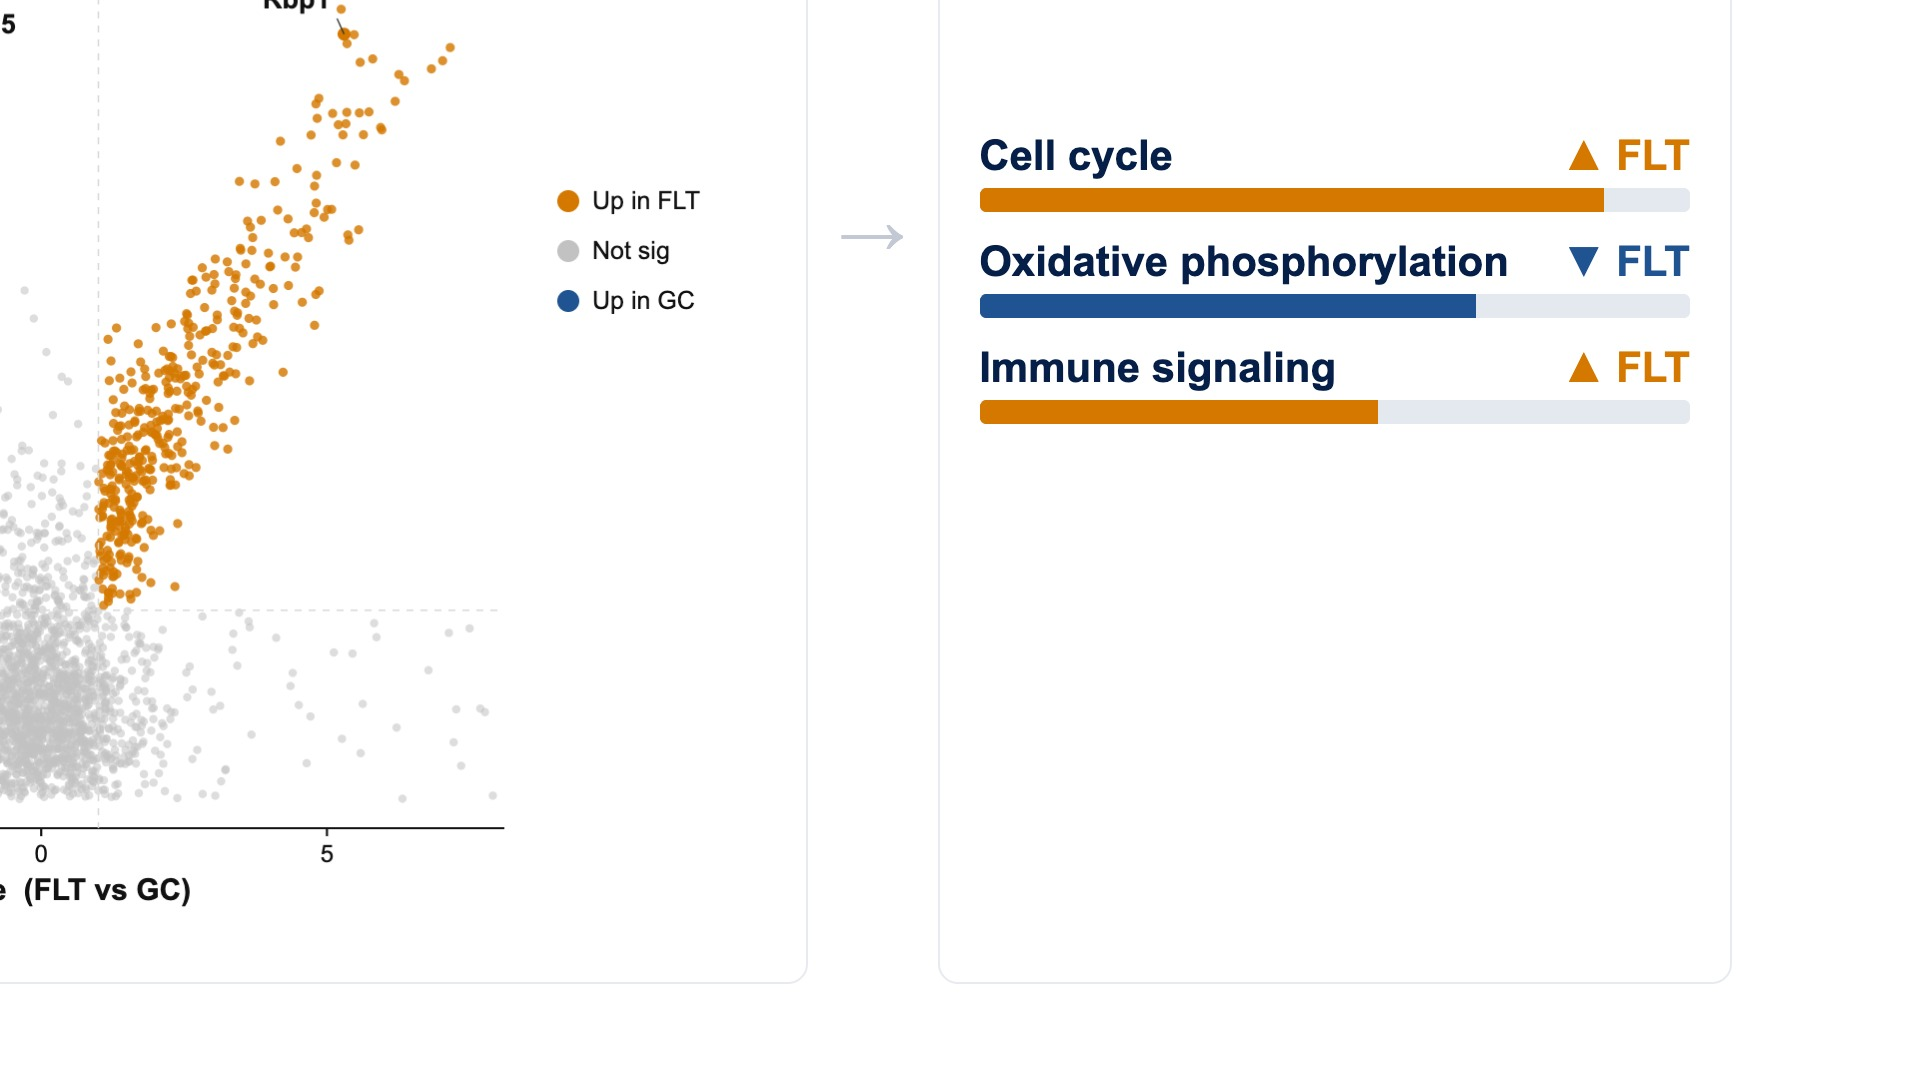 5
Up in FLT
Not sig
Up in GC
0
5
(FLT vs GC)
Cell cycle
▲ FLT
Oxidative phosphorylation
▼ FLT
Immune signaling
▲ FLT